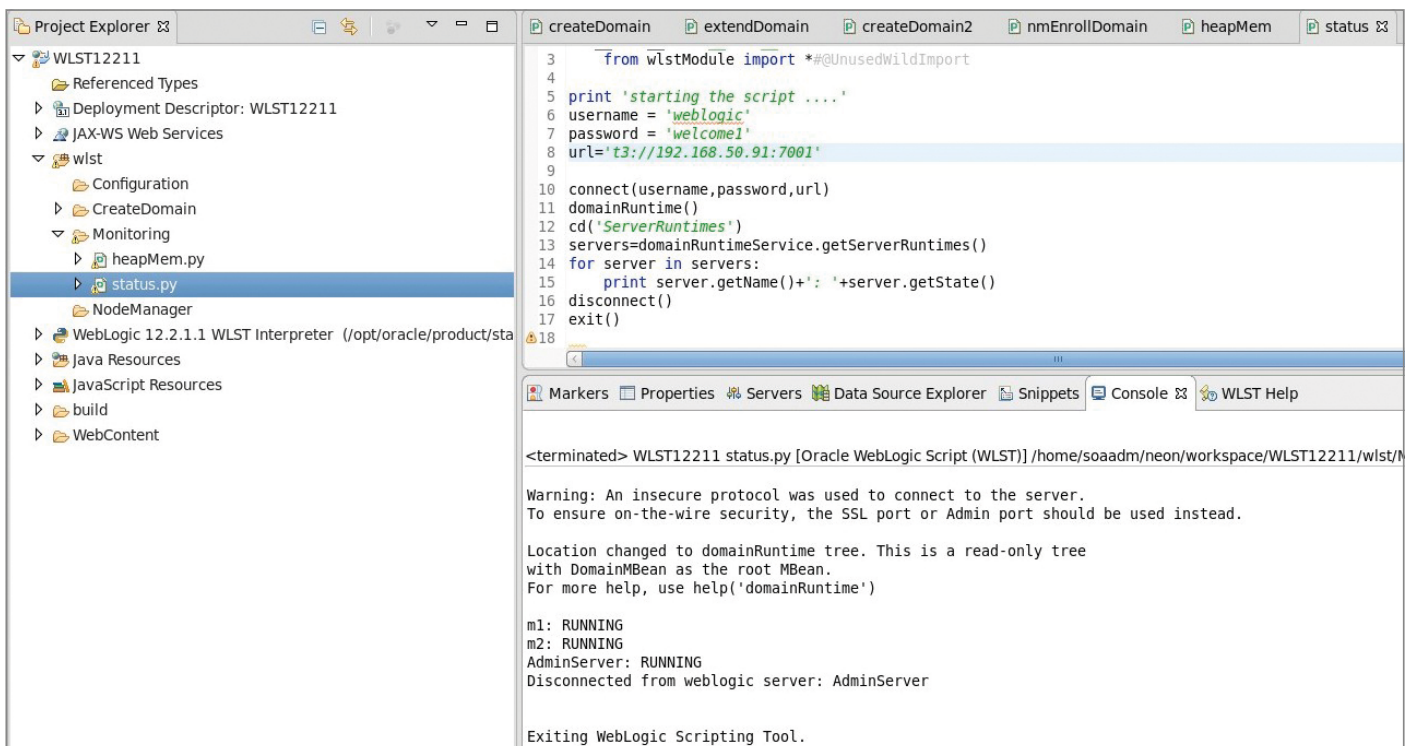 Project Explorer
WLST12211
Referenced Types
Deployment Descriptor: WLST12211
JAX-WS Web Services
wlst
Configuration
CreateDomain
Monitoring
heapMem.py
status.py
NodeManager
WebLogic 12.2.1.1 WLST Interpreter (/opt/oracle/product/sta
Java Resources
JavaScript Resources
build
WebContent
createDomain extendDomain createDomain2 nmEnrollDomain heapMem status
3 from wlstModule import *#@UnusedWildImport
4
5 print 'starting the script ....'
6 username = 'weblogic'
7 password = 'welcome1'
8 url='t3://192.168.50.91:7001'
9
10 connect(username,password,url)
11 domainRuntime()
12 cd('ServerRuntimes')
13 servers=domainRuntimeService.getServerRuntimes()
14 for server in servers:
15 print server.getName()+': '+server.getState()
16 disconnect()
17 exit()
18
Markers Properties Servers Data Source Explorer Snippets Console WLST Help
<terminated> WLST12211 status.py [Oracle WebLogic Script (WLST)] /home/soaadm/neon/workspace/WLST12211/wlst/M
Warning: An insecure protocol was used to connect to the server.
To ensure on-the-wire security, the SSL port or Admin port should be used instead.
Location changed to domainRuntime tree. This is a read-only tree
with DomainMBean as the root MBean.
For more help, use help('domainRuntime')
m1: RUNNING
m2: RUNNING
AdminServer: RUNNING
Disconnected from weblogic server: AdminServer
Exiting WebLogic Scripting Tool.